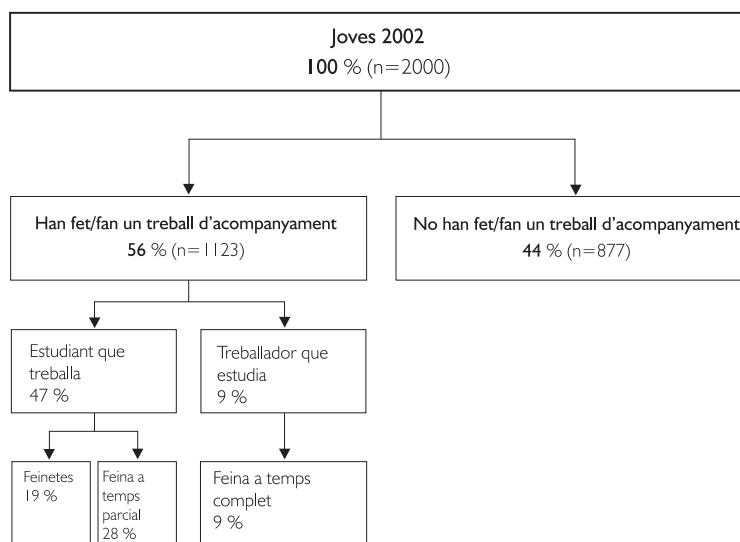 Joves 2002
100 % (n=2000)
Han fet/fan un treball d'acompanyament
56 % (n=1123)
No han fet/fan un treball d'acompanyament
44 % (n=877)
Estudiant que
treballa
47 %
Treballador que
estudia
9 %
Feinetes
19 %
Feina a
temps
parcial
28 %
Feina a temps
complet
9 %